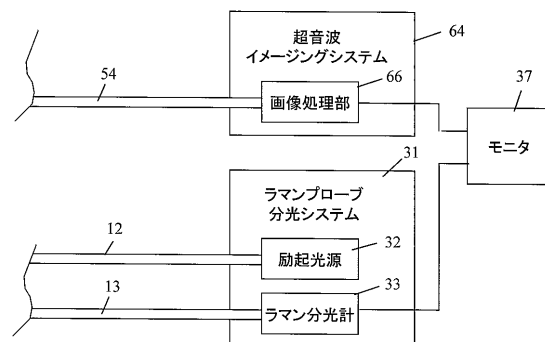 超音波
イメージングシステム
64
66
画像処理部
54
37
モニタ
31
ラマンプローブ
分光システム
12
32
励起光源
13
33
ラマン分光計